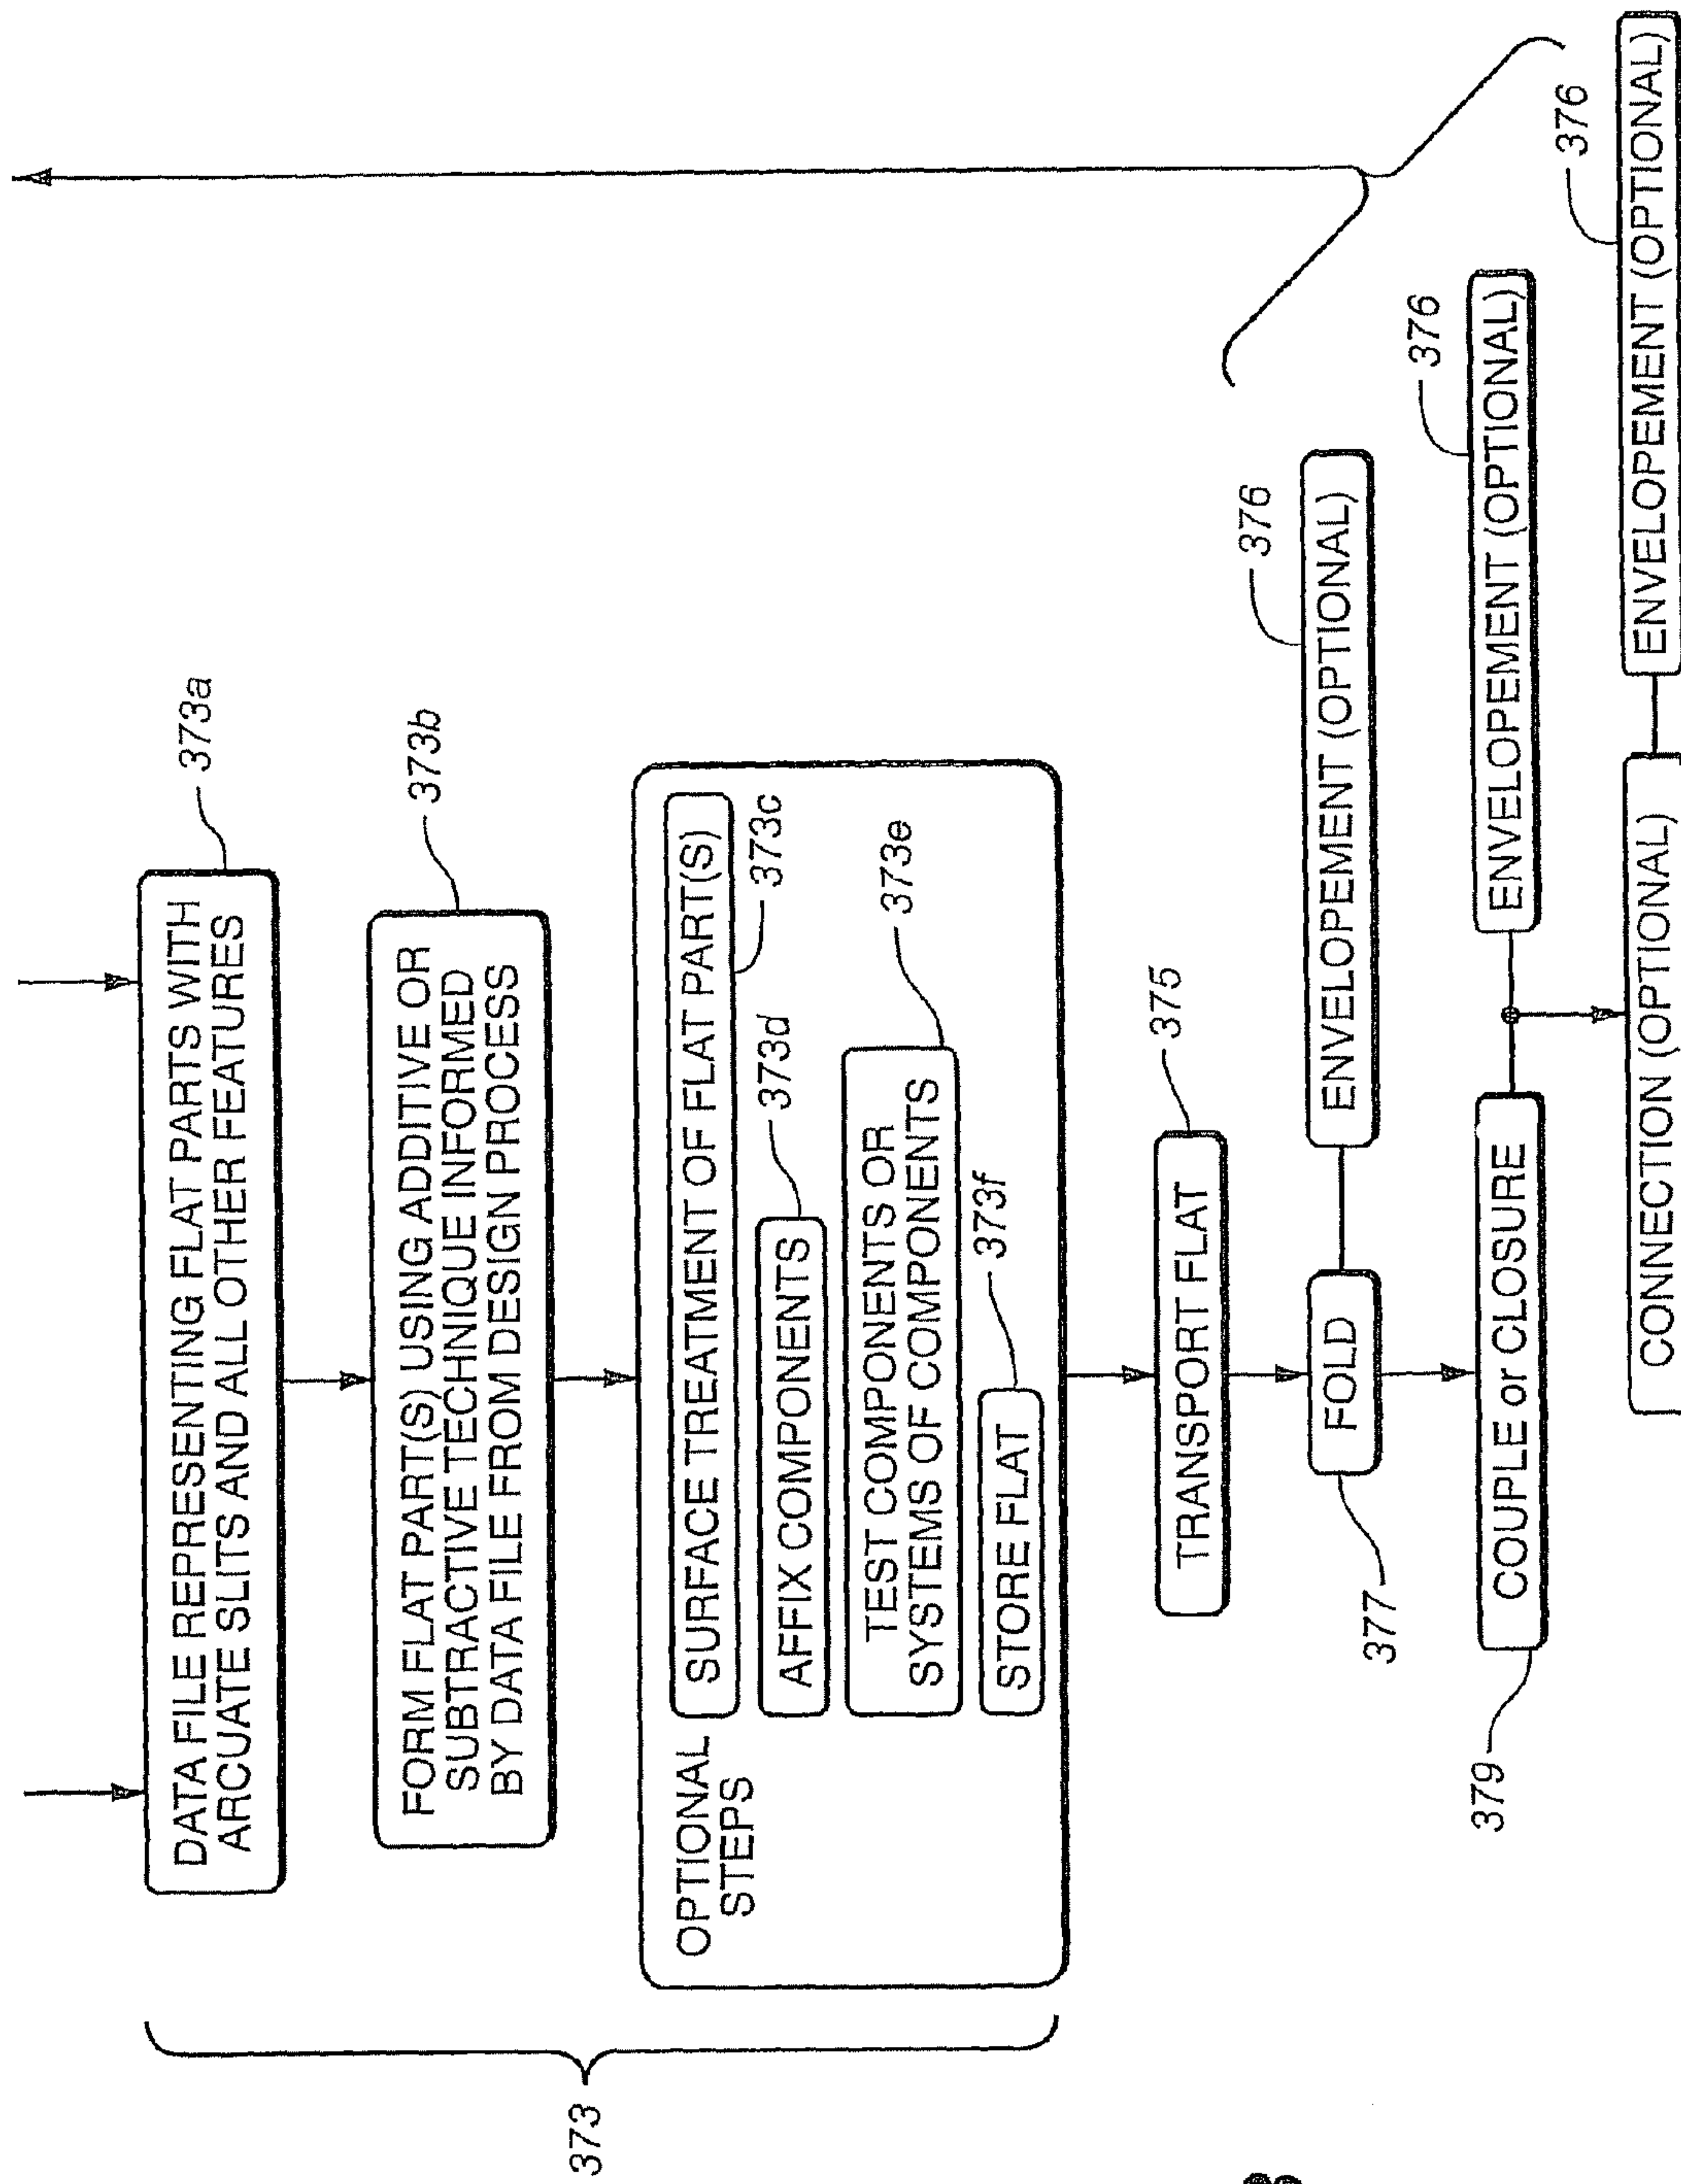 DATA FILE REPRESENTING FLAT PARTS WITH
ARCUATE SLITS AND ALL OTHER FEATURES
373a
FORM FLAT PART(S) USING ADDITIVE OR
SUBTRACTIVE TECHNIQUE INFORMED
BY DATA FILE FROM DESIGN PROCESS
373b
373
OPTIONAL
STEPS
SURFACE TREATMENT OF FLAT PART(S)
373c
AFFIX COMPONENTS
373d
TEST COMPONENTS OR
SYSTEMS OF COMPONENTS
373e
STORE FLAT
373f
TRANSPORT FLAT
375
FOLD
377
ENVELOPEMENT (OPTIONAL)
376
COUPLE or CLOSURE
379
ENVELOPEMENT (OPTIONAL)
376
CONNECTION (OPTIONAL)
ENVELOPEMENT (OPTIONAL)
376